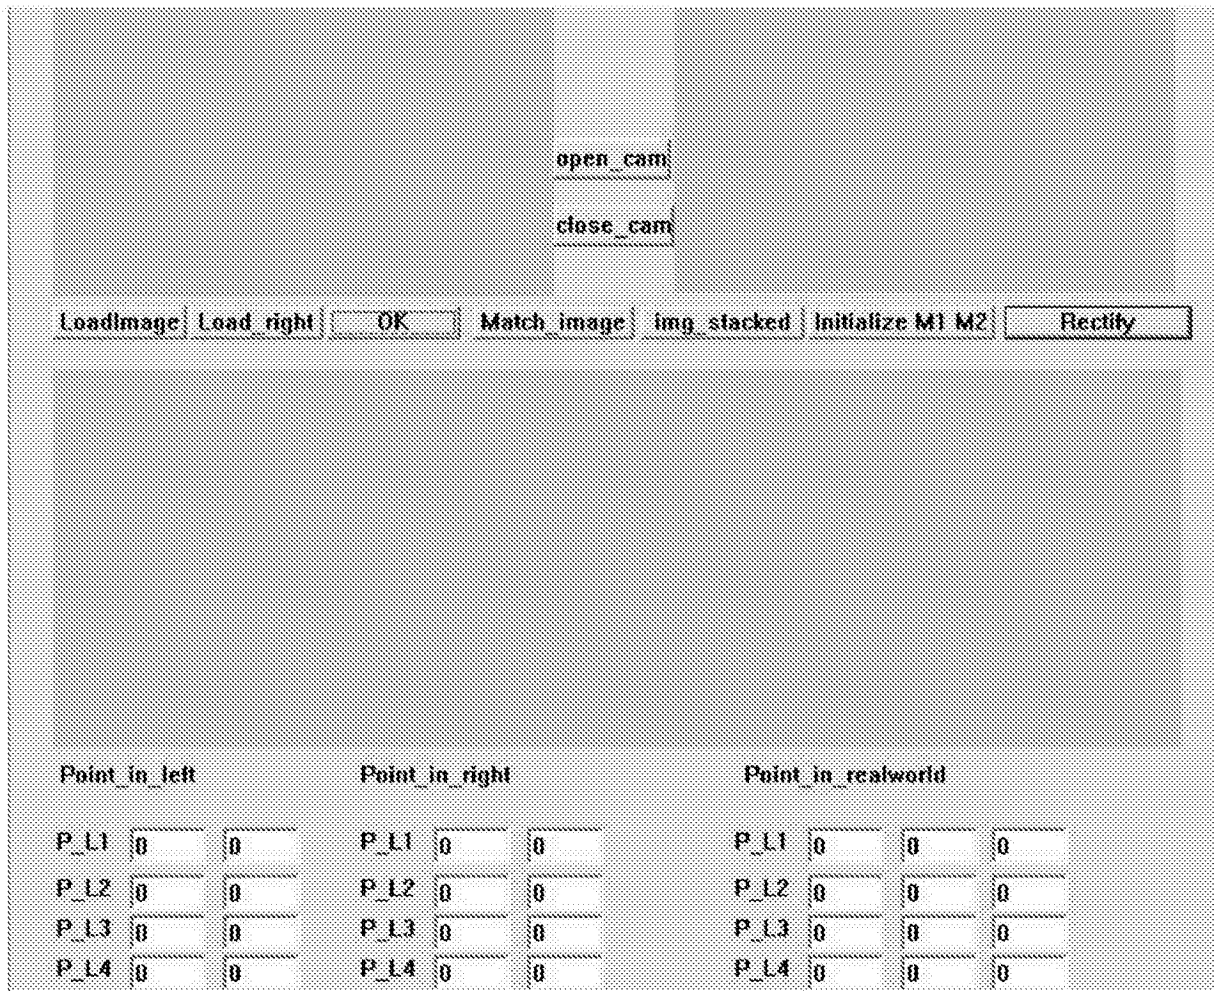 open_cam
close_cam
LoadImage Load_right OK Match_image Img_stacked Initialize M1 M2 Rectify
Point_in_left Point_in_right Point_in_realworld
P_L1 0 0 P_L1 0 0 P_L1 0 0 0
P_L2 0 0 P_L2 0 0 P_L2 0 0 0
P_L3 0 0 P_L3 0 0 P_L3 0 0 0
P_L4 0 0 P_L4 0 0 P_L4 0 0 0